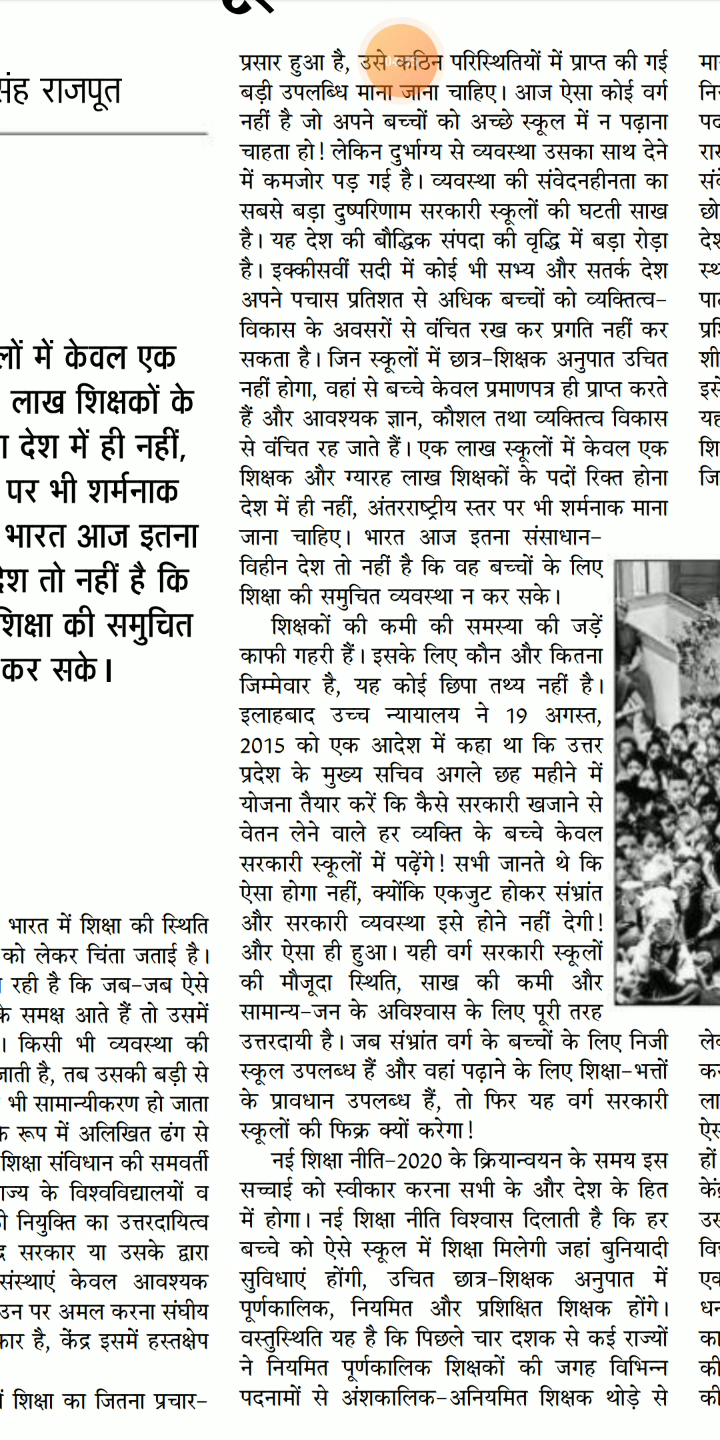 संह राजपूत
लों में केवल एक
लाख शिक्षकों के
देश में ही नहीं,
पर भी शर्मनाक
भारत आज इतना
देश तो नहीं है कि
शिक्षा की समुचित
कर सके।
भारत में शिक्षा की स्थिति
को लेकर चिंता जताई है।
रही है कि जब-जब ऐसे
के समक्ष आते हैं तो उसमें
। किसी भी व्यवस्था की
जाती है, तब उसकी बड़ी से
भी सामान्यीकरण हो जाता
के रूप में अलिखित ढंग से
शिक्षा संविधान की समवर्ती
राज्य के विश्वविद्यालयों व
नियुक्ति का उत्तरदायित्व
सरकार या उसके द्वारा
संस्थाएं केवल आवश्यक
उन पर अमल करना संघीय
कार है, केंद्र इसमें हस्तक्षेप
शिक्षा का जितना प्रचार-
प्रसार हुआ है, उसे कठिन परिस्थितियों में प्राप्त की गई
बड़ी उपलब्धि माना जाना चाहिए। आज ऐसा कोई वर्ग
नहीं है जो अपने बच्चों को अच्छे स्कूल में न पढ़ाना
चाहता हो! लेकिन दुर्भाग्य से व्यवस्था उसका साथ देने
में कमजोर पड़ गई है। व्यवस्था की संवेदनहीनता का
सबसे बड़ा दुष्परिणाम सरकारी स्कूलों की घटती साख
है। यह देश की बौद्धिक संपदा की वृद्धि में बड़ा रोड़ा
है। इक्कीसवीं सदी में कोई भी सभ्य और सतर्क देश
अपने पचास प्रतिशत से अधिक बच्चों को व्यक्तित्व-
विकास के अवसरों से वंचित रख कर प्रगति नहीं कर
सकता है। जिन स्कूलों में छात्र-शिक्षक अनुपात उचित
नहीं होगा, वहां से बच्चे केवल प्रमाणपत्र ही प्राप्त करते
हैं और आवश्यक ज्ञान, कौशल तथा व्यक्तित्व विकास
से वंचित रह जाते हैं। एक लाख स्कूलों में केवल एक
शिक्षक और ग्यारह लाख शिक्षकों के पदों रिक्त होना
देश में ही नहीं, अंतरराष्ट्रीय स्तर पर भी शर्मनाक माना
जाना चाहिए। भारत आज इतना संसाधान-
विहीन देश तो नहीं है कि वह बच्चों के लिए
शिक्षा की समुचित व्यवस्था न कर सके।
शिक्षकों की कमी की समस्या की जड़ें
काफी गहरी हैं। इसके लिए कौन और कितना
जिम्मेवार है, यह कोई छिपा तथ्य नहीं है।
इलाहबाद उच्च न्यायालय ने 19 अगस्त,
2015 को एक आदेश में कहा था कि उत्तर
प्रदेश के मुख्य सचिव अगले छह महीने में
योजना तैयार करें कि कैसे सरकारी खजाने से
वेतन लेने वाले हर व्यक्ति के बच्चे केवल
सरकारी स्कूलों में पढ़ेंगे! सभी जानते थे कि
ऐसा होगा नहीं, क्योंकि एकजुट होकर संभ्रांत
और सरकारी व्यवस्था इसे होने नहीं देगी!
और ऐसा ही हुआ। यही वर्ग सरकारी स्कूलों
की मौजूदा स्थिति, साख की कमी और
सामान्य-जन के अविश्वास के लिए पूरी तरह
उत्तरदायी है। जब संभ्रांत वर्ग के बच्चों के लिए निजी
स्कूल उपलब्ध हैं और वहां पढ़ाने के लिए शिक्षा-भत्तों
के प्रावधान उपलब्ध हैं, तो फिर यह वर्ग सरकारी
स्कूलों की फिक्र क्यों करेगा!
नई शिक्षा नीति-2020 के क्रियान्वयन के समय इस
सच्चाई को स्वीकार करना सभी के और देश के हित
में होगा। नई शिक्षा नीति विश्वास दिलाती है कि हर
बच्चे को ऐसे स्कूल में शिक्षा मिलेगी जहां बुनियादी
सुविधाएं होंगी, उचित छात्र-शिक्षक अनुपात में
पूर्णकालिक, नियमित और प्रशिक्षित शिक्षक होंगे।
वस्तुस्थिति यह है कि पिछले चार दशक से कई राज्यों
ने नियमित पूर्णकालिक शिक्षकों की जगह विभिन्न
पदनामों से अंशकालिक-अनियमित शिक्षक थोड़े से